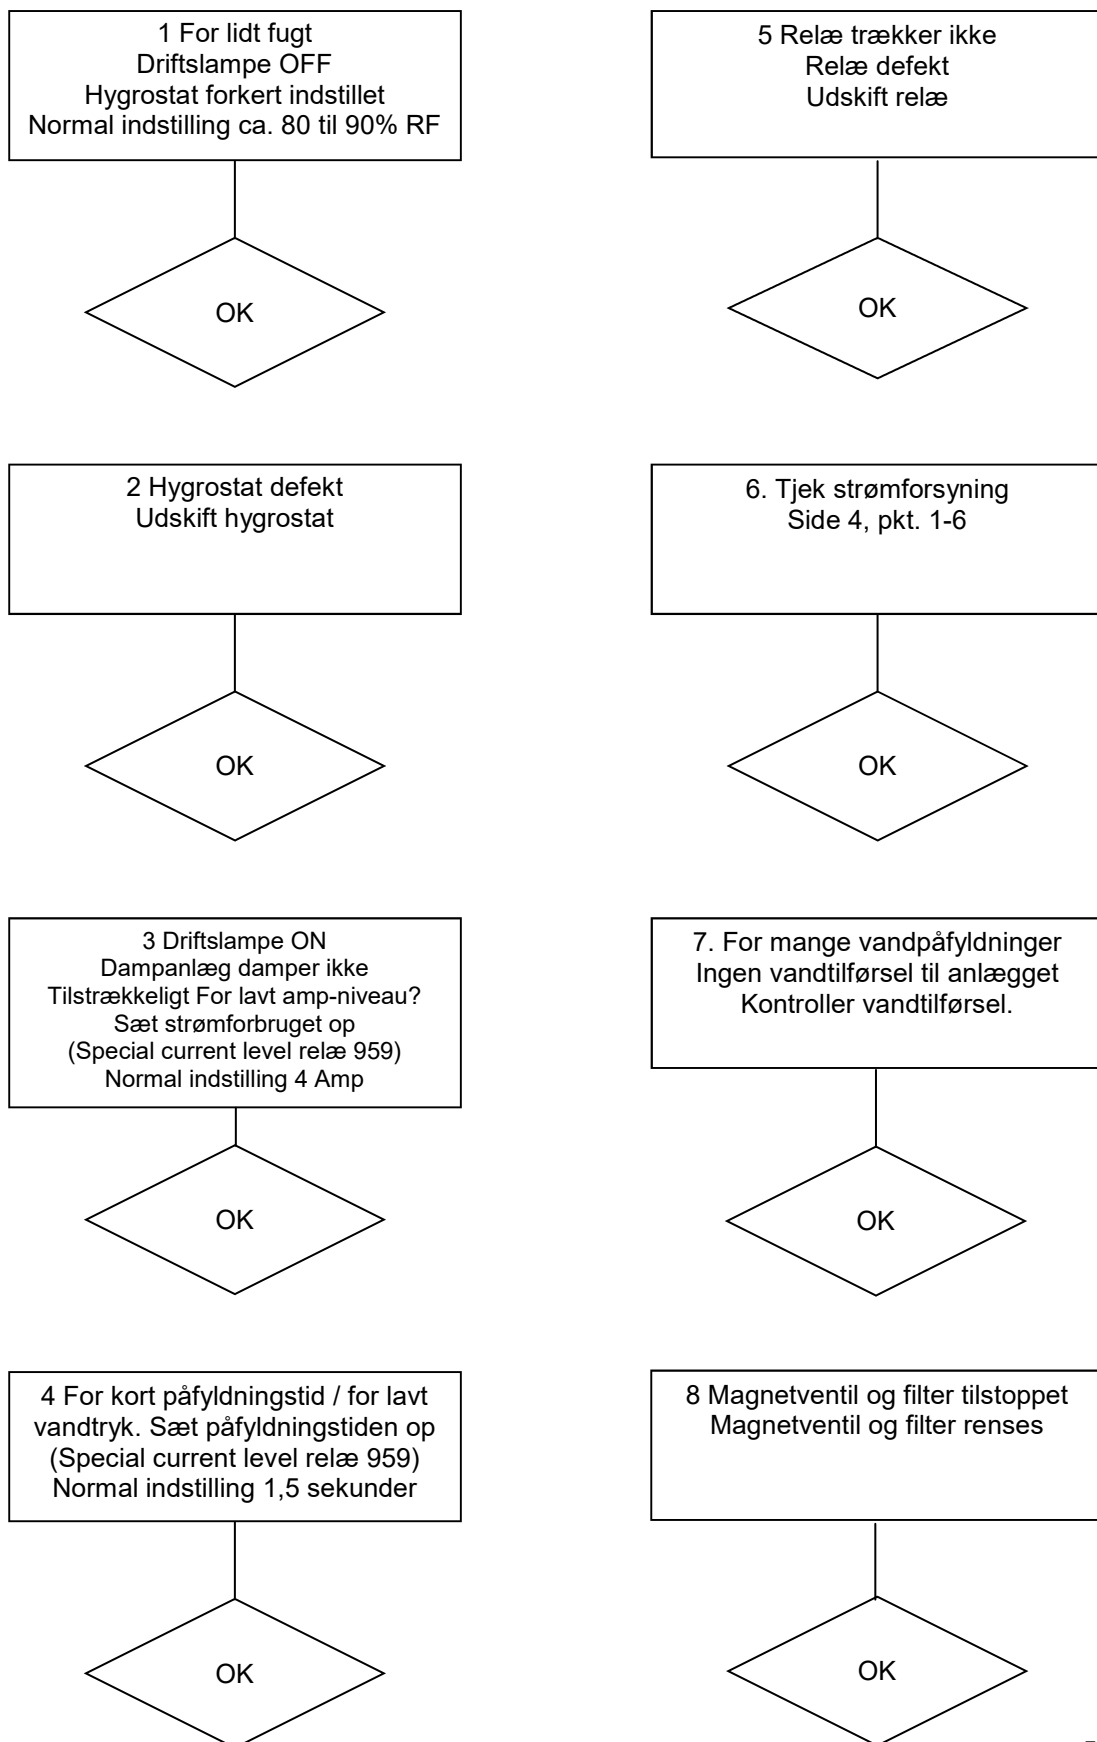 1 For lidt fugt
Driftslampe OFF
Hygrostat forkert indstillet
Normal indstilling ca. 80 til 90% RF
OK
2 Hygrostat defekt
Udskift hygrostat
OK
3 Driftslampe ON
Dampanlæg damper ikke
Tilstrækkeligt For lavt amp-niveau?
Sæt strømforbruget op
(Special current level relæ 959)
Normal indstilling 4 Amp
OK
4 For kort påfyldningstid / for lavt
vandtryk. Sæt påfyldningstiden op
(Special current level relæ 959)
Normal indstilling 1,5 sekunder
OK
5 Relæ trækker ikke
Relæ defekt
Udskift relæ
OK
6. Tjek strømforsyning
Side 4, pkt. 1-6
OK
7. For mange vandpåfyldninger
Ingen vandtilførsel til anlægget
Kontroller vandtilførsel.
OK
8 Magnetventil og filter tilstoppet
Magnetventil og filter renses
OK